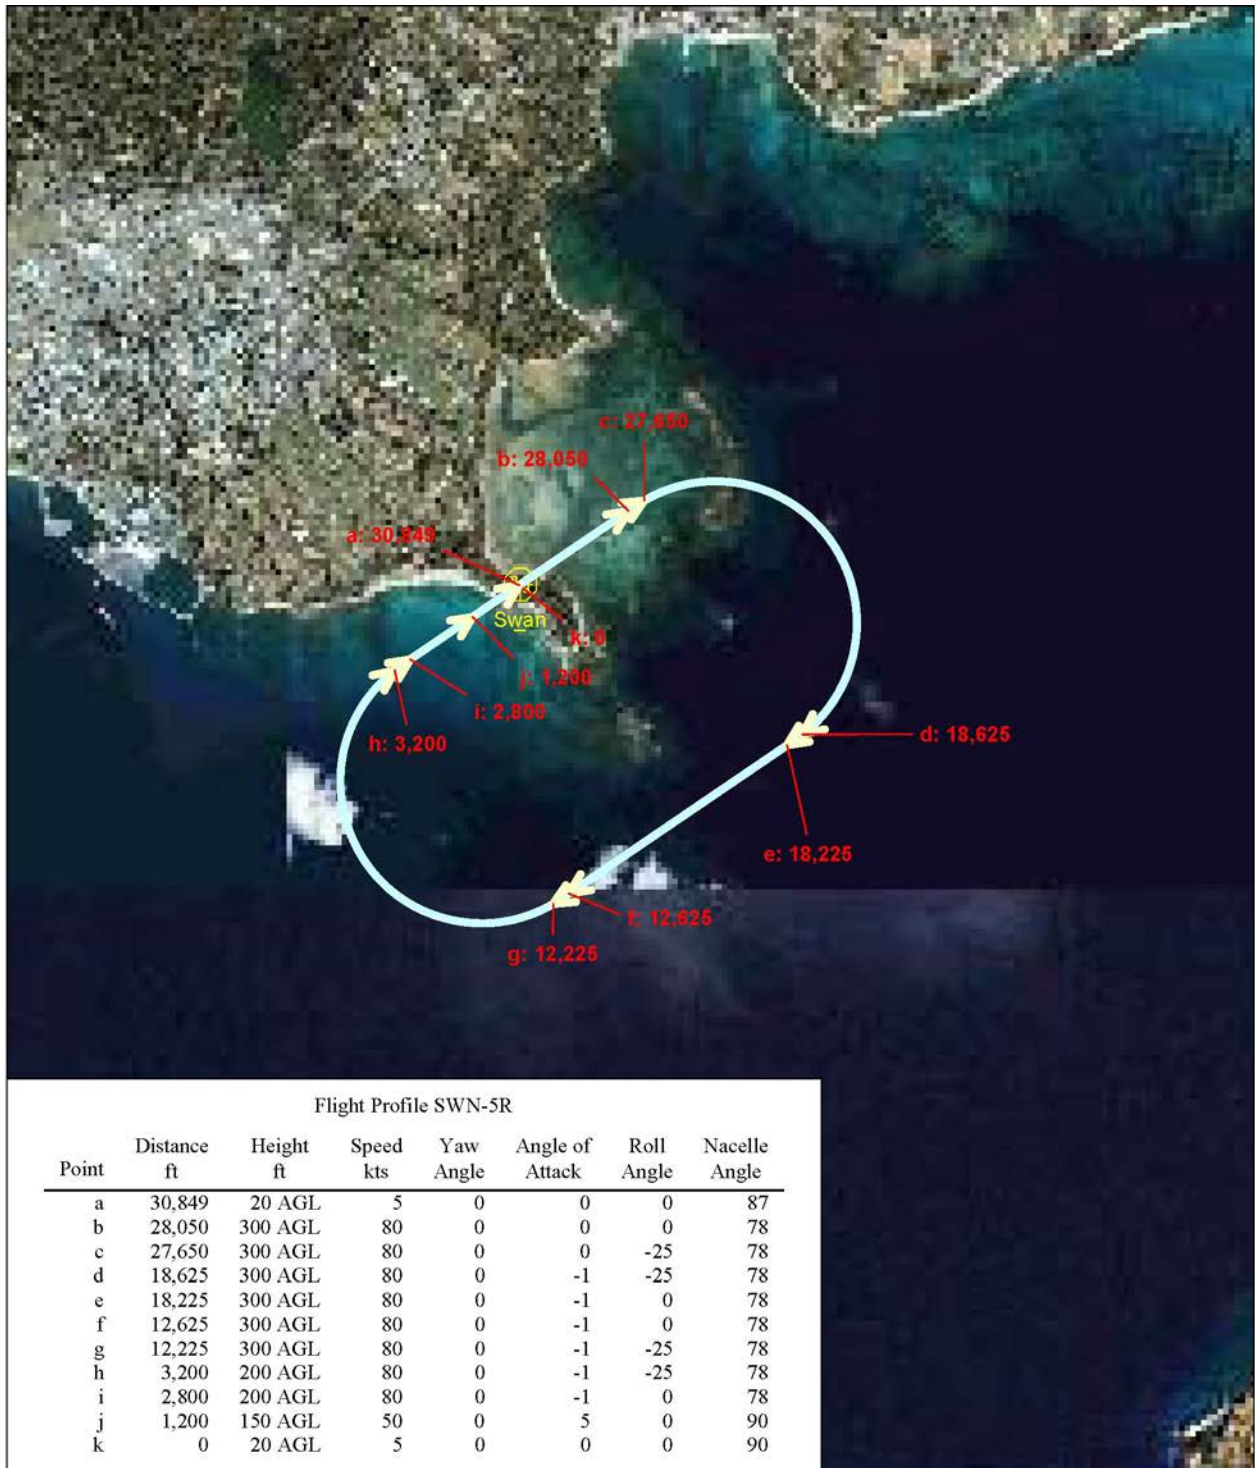 c: 27,650
b: 28,050
a: 30,849
Swan
k: 0
j: 1,200
i: 2,800
h: 3,200
d: 18,625
e: 18,225
f: 12,625
g: 12,225
Flight Profile SWN-5R
Point Distance ft Height ft Speed kts Yaw Angle Angle of Attack Roll Angle Nacelle Angle
a 30,849 20 AGL 5 0 0 0 87
b 28,050 300 AGL 80 0 0 0 78
c 27,650 300 AGL 80 0 0 -25 78
d 18,625 300 AGL 80 0 -1 -25 78
e 18,225 300 AGL 80 0 -1 0 78
f 12,625 300 AGL 80 0 -1 0 78
g 12,225 300 AGL 80 0 -1 -25 78
h 3,200 200 AGL 80 0 -1 -25 78
i 2,800 200 AGL 80 0 -1 0 78
j 1,200 150 AGL 50 0 5 0 90
k 0 20 AGL 5 0 0 0 90